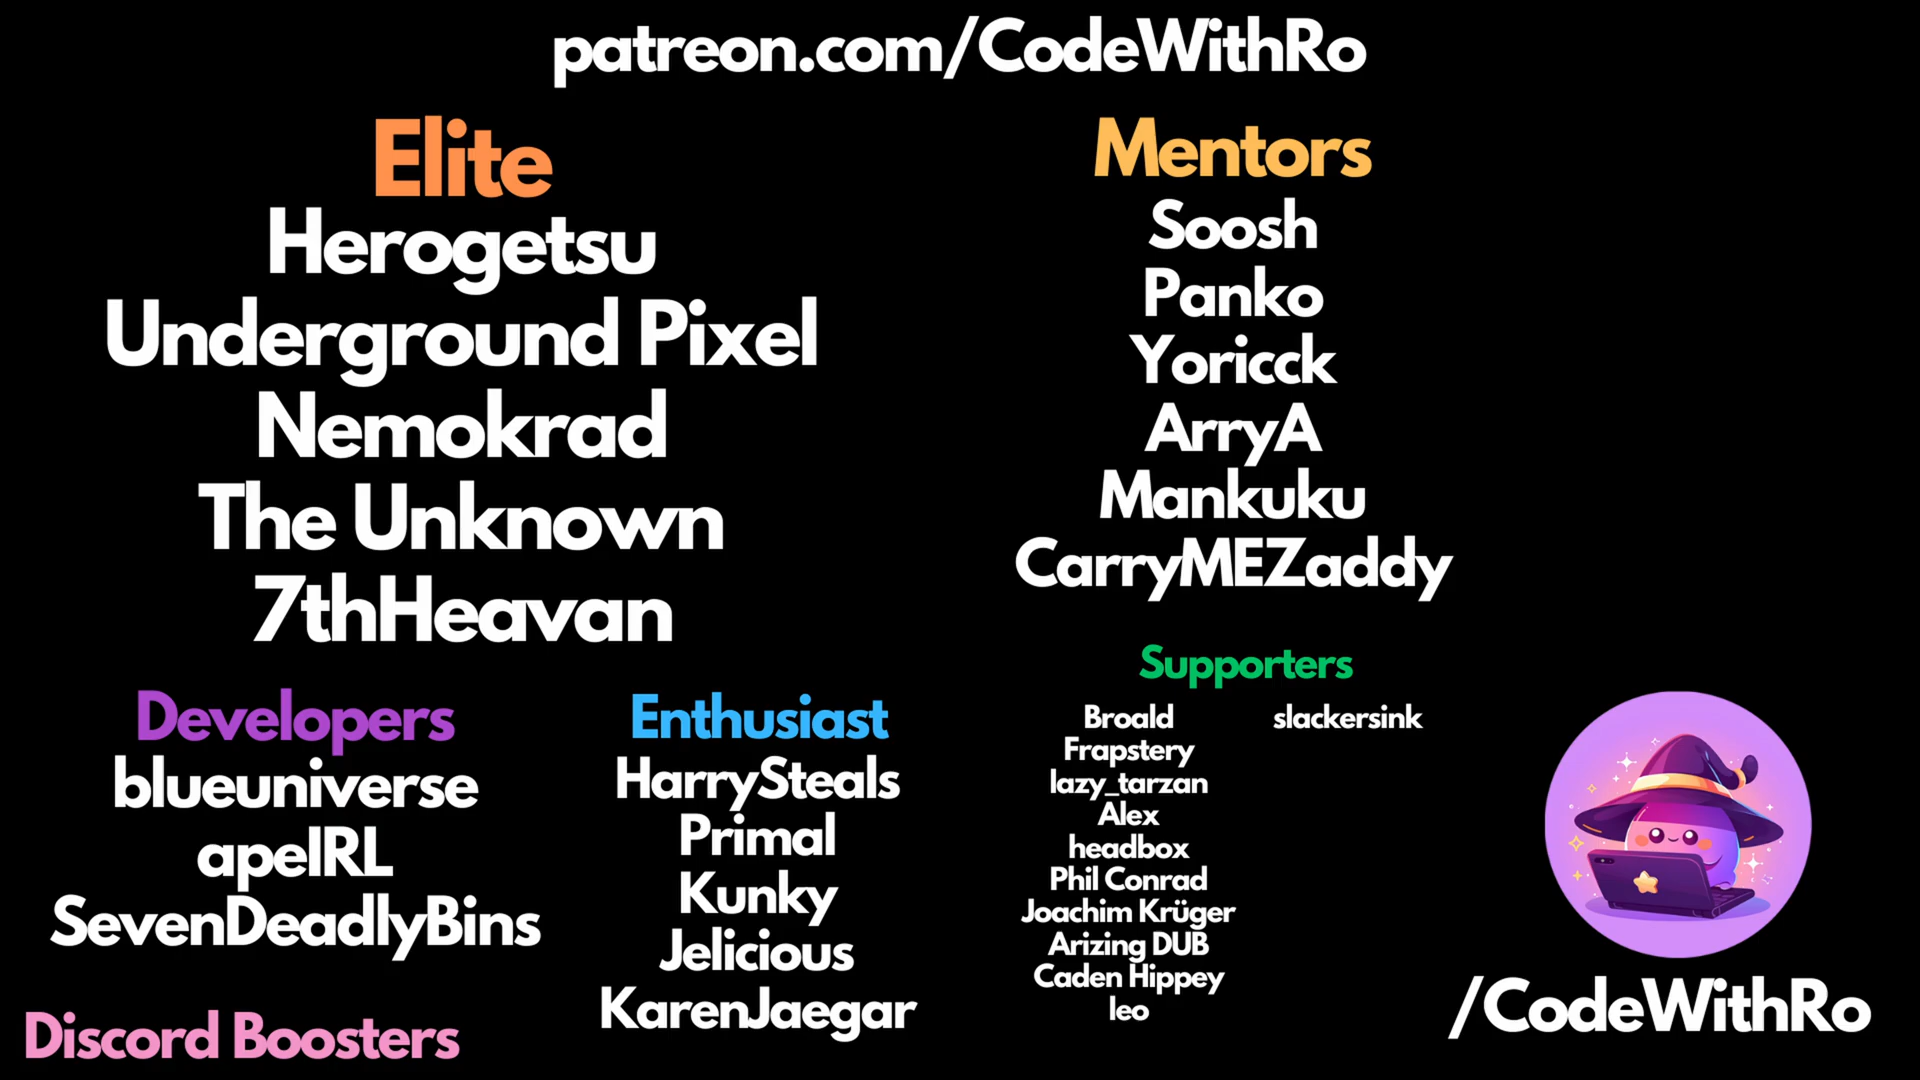 patreon.com/CodeWithRo
Elite
Herogetsu
Underground Pixel
Nemokrad
The Unknown
7thHeavan
Mentors
Soosh
Panko
Yoricck
ArryA
Mankuku
CarryMEZaddy
Developers
blueuniverse
apeIRL
SevenDeadlyBins
Discord Boosters
Enthusiast
HarrySteals
Primal
Kunky
Jelicious
KarenJaegar
Supporters
Broald
Frapstery
lazy_tarzan
Alex
headbox
Phil Conrad
Joachim Krüger
Arizing DUB
Caden Hippey
leo
slackersink
/CodeWithRo